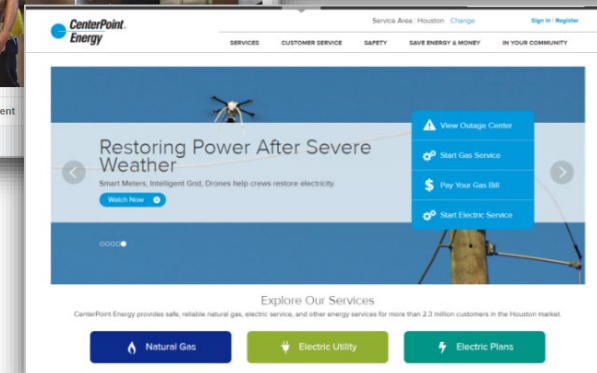 CenterPoint.
Energy
Service Area : Houston Change
Sign In | Register
SERVICES CUSTOMER SERVICE SAFETY SAVE ENERGY & MONEY IN YOUR COMMUNITY
ent
Restoring Power After Severe
Weather
Smart Meters, Intelligent Grid, Drones help crews restore electricity.
Watch Now
View Outage Center
Start Gas Service
$ Pay Your Gas Bill
Start Electric Service
Explore Our Services
CenterPoint Energy provides safe, reliable natural gas, electric service, and other energy services for more than 2.3 million customers in the Houston market.
Natural Gas
Electric Utility
Electric Plans